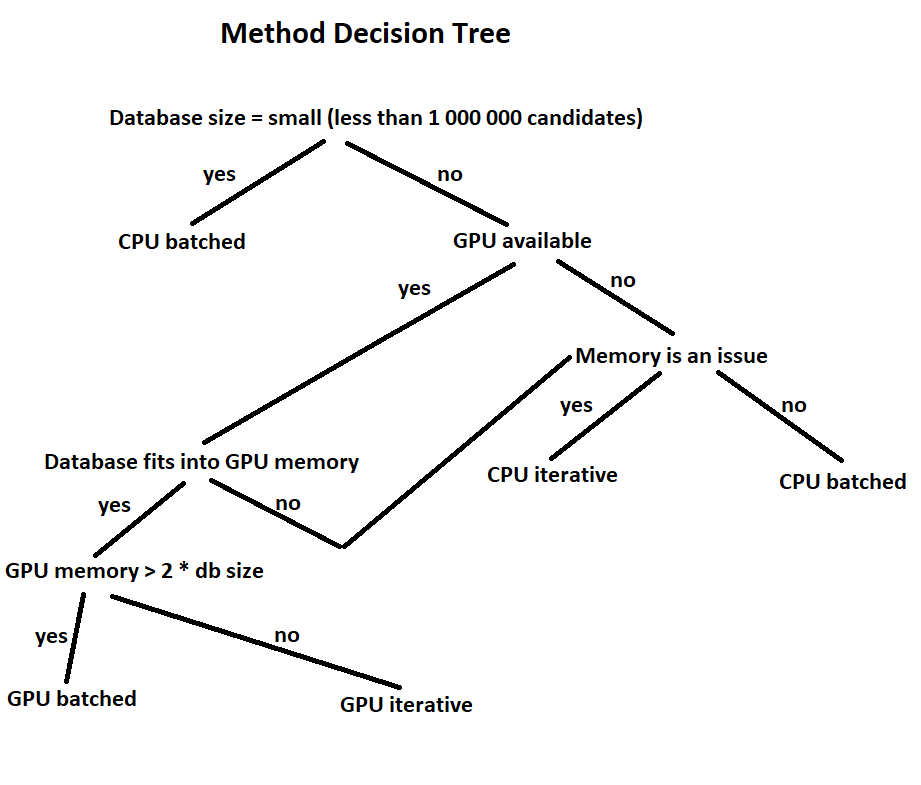 Method Decision Tree
Database size = small (less than 1 000 000 candidates)
yes
no
CPU batched
GPU available
yes
no
Memory is an issue
yes
no
Database fits into GPU memory
CPU iterative
CPU batched
yes
no
GPU memory > 2 * db size
yes
no
GPU batched
GPU iterative